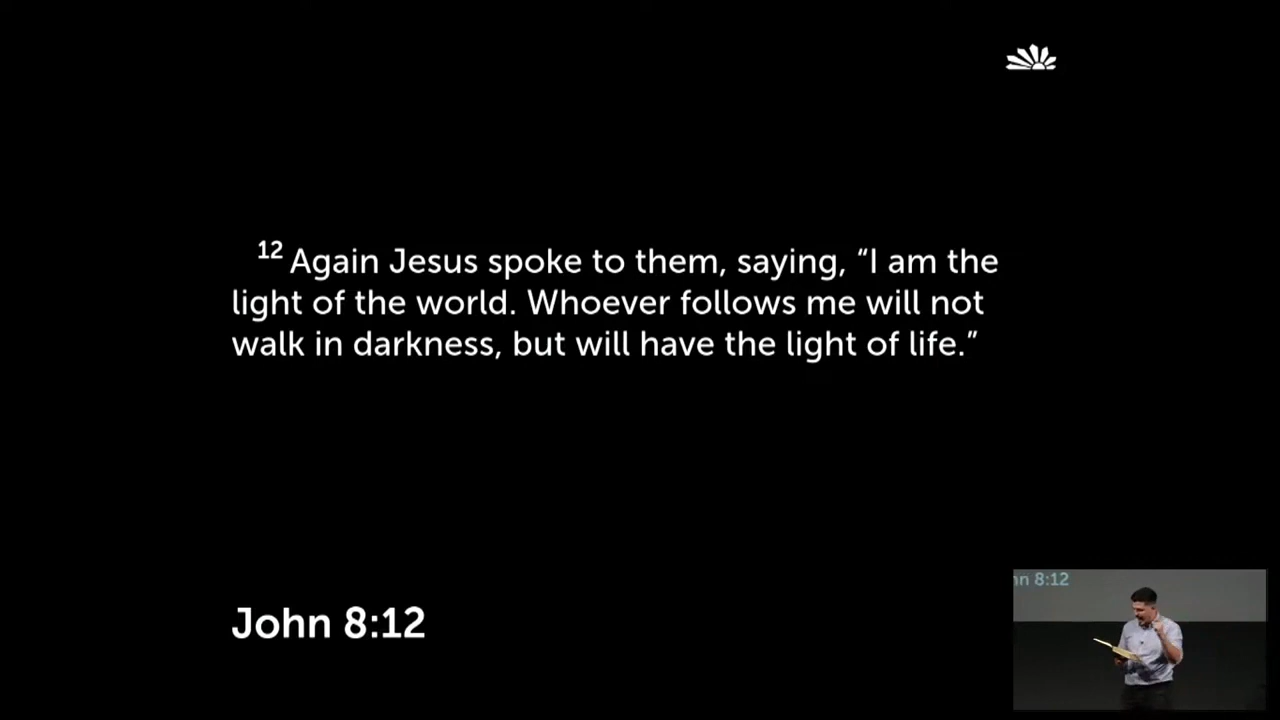 12 Again Jesus spoke to them, saying, “I am the
light of the world. Whoever follows me will not
walk in darkness, but will have the light of life.”
John 8:12
hn 8:12